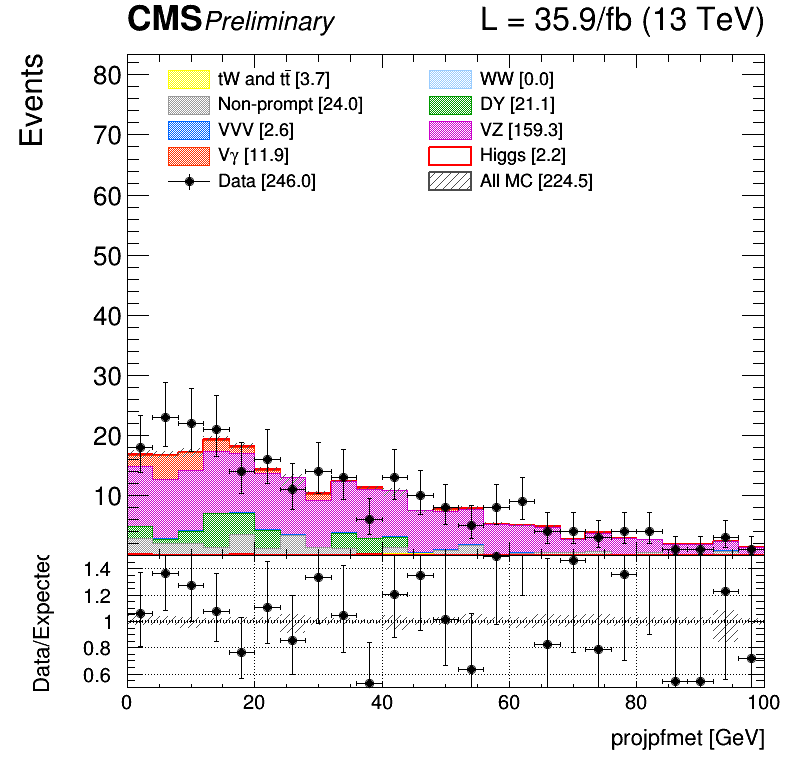 CMS Preliminary L = 35.9/fb (13 TeV)
Events
80
70
60
50
40
30
20
10
tW and tt̄ [3.7]
WW [0.0]
Non-prompt [24.0]
DY [21.1]
VVV [2.6]
VZ [159.3]
Vγ [11.9]
Higgs [2.2]
Data [246.0]
All MC [224.5]
Data/Expected
1.4
1.2
1
0.8
0.6
0 20 40 60 80 100
projpfmet [GeV]